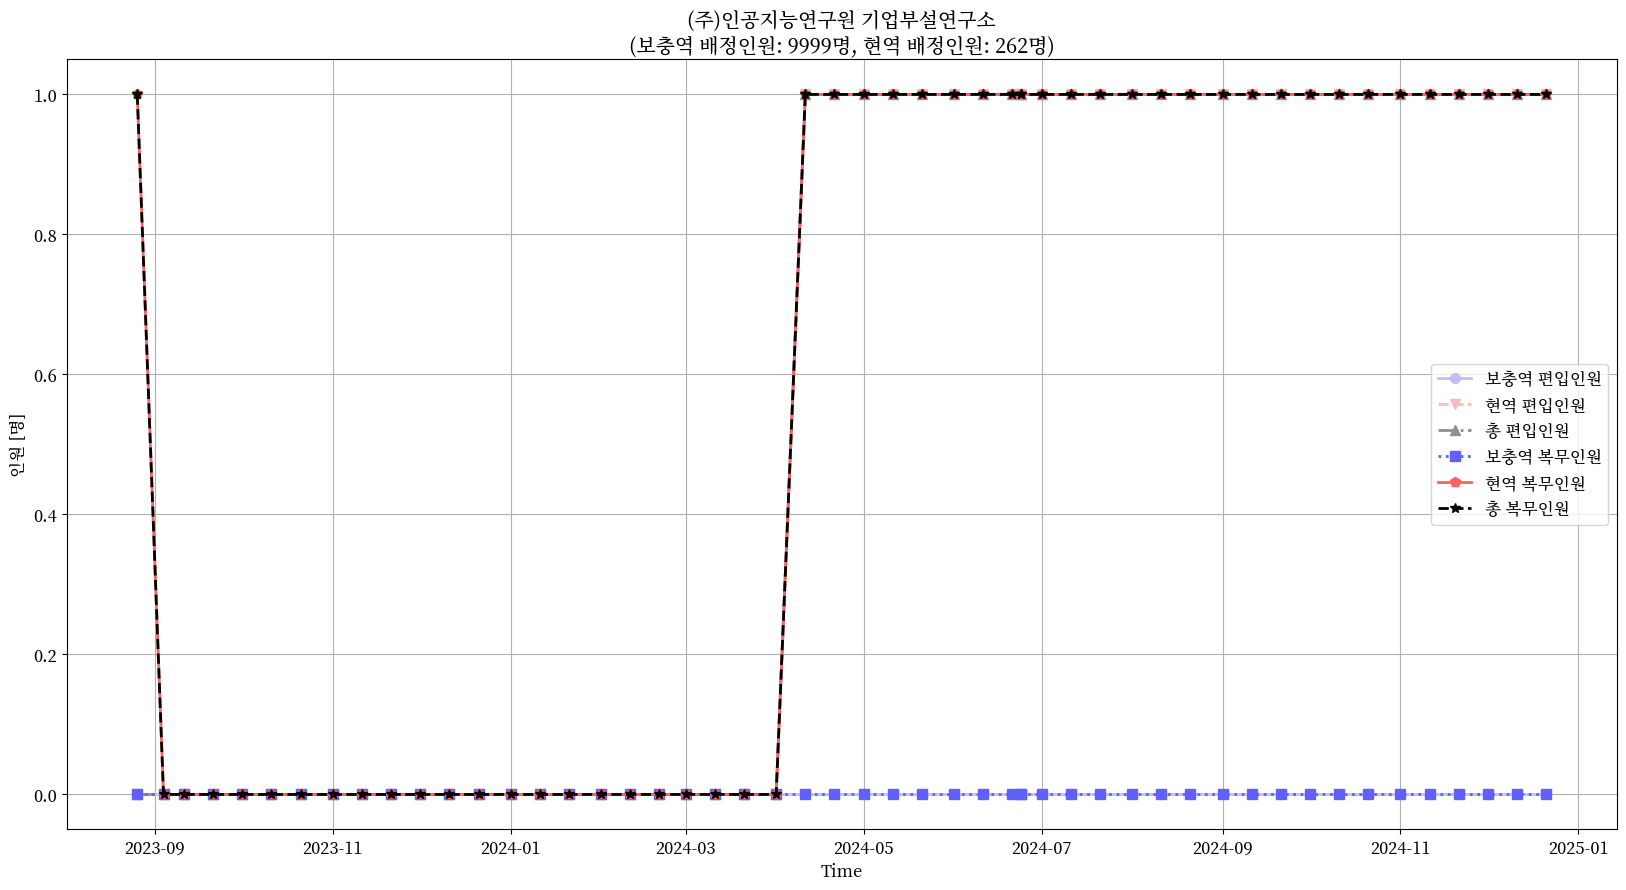 (주)인공지능연구원 기업부설연구소
(보충역 배정인원: 9999명, 현역 배정인원: 262명)
1.0
0.8
0.6
0.4
0.2
0.0
인원 [명]
보충역 편입인원
현역 편입인원
총 편입인원
보충역 복무인원
현역 복무인원
총 복무인원
2023-09 2023-11 2024-01 2024-03 2024-05 2024-07 2024-09 2024-11 2025-01
Time